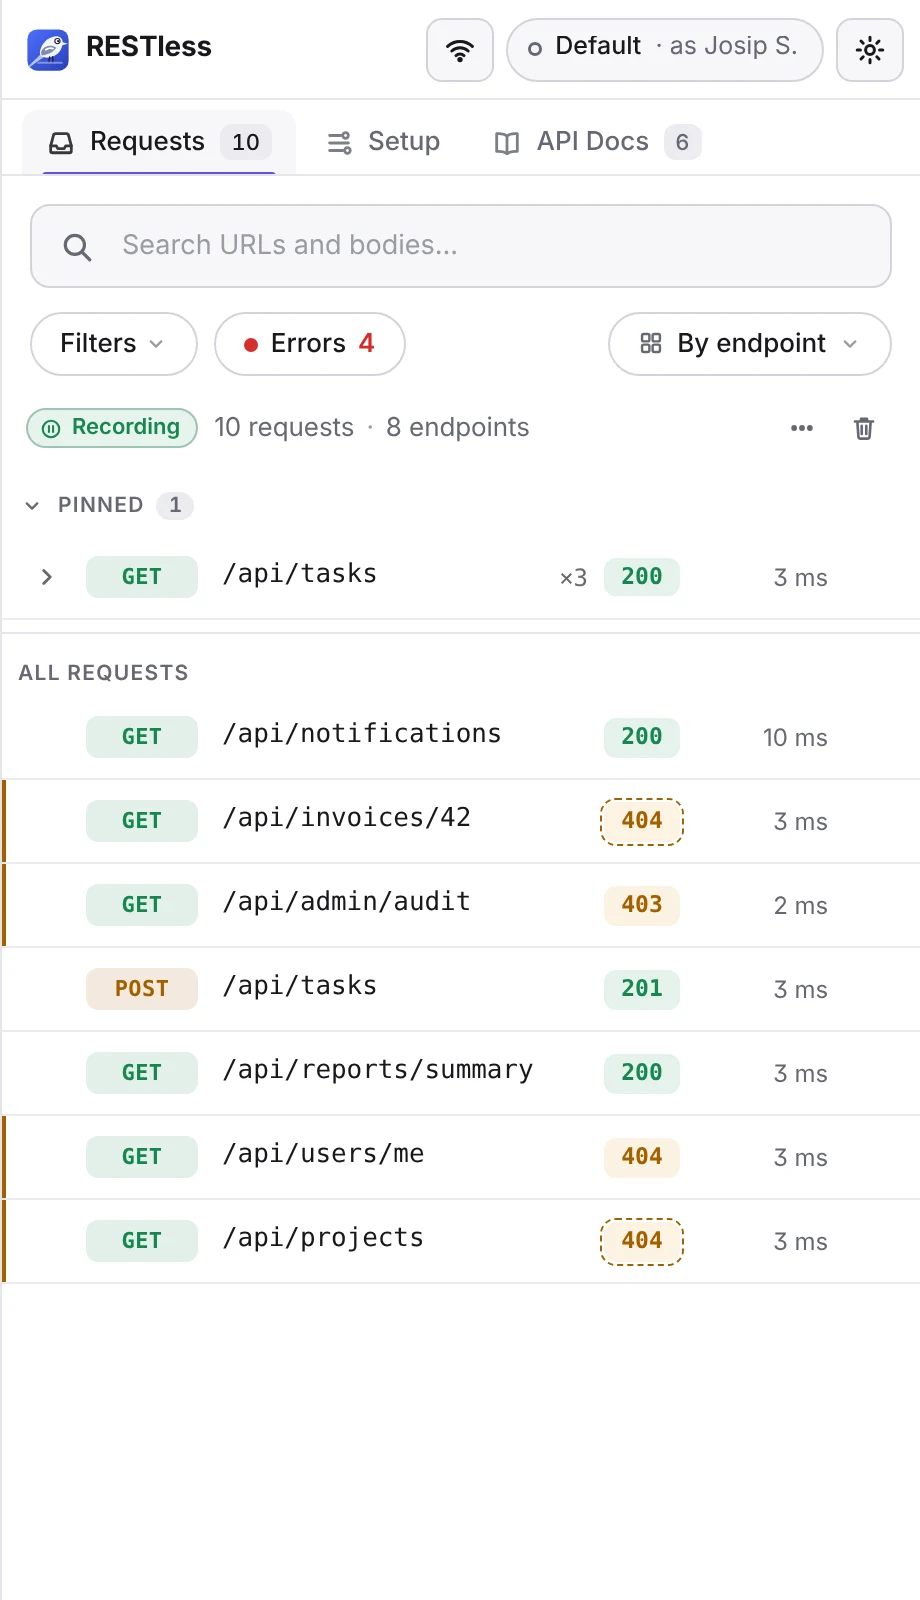 RESTless
Default · as Josip S.
Requests 10
Setup
API Docs 6
Search URLs and bodies...
Filters
Errors 4
By endpoint
Recording
10 requests · 8 endpoints
PINNED 1
GET /api/tasks ×3 200 3 ms
ALL REQUESTS
GET /api/notifications 200 10 ms
GET /api/invoices/42 404 3 ms
GET /api/admin/audit 403 2 ms
POST /api/tasks 201 3 ms
GET /api/reports/summary 200 3 ms
GET /api/users/me 404 3 ms
GET /api/projects 404 3 ms